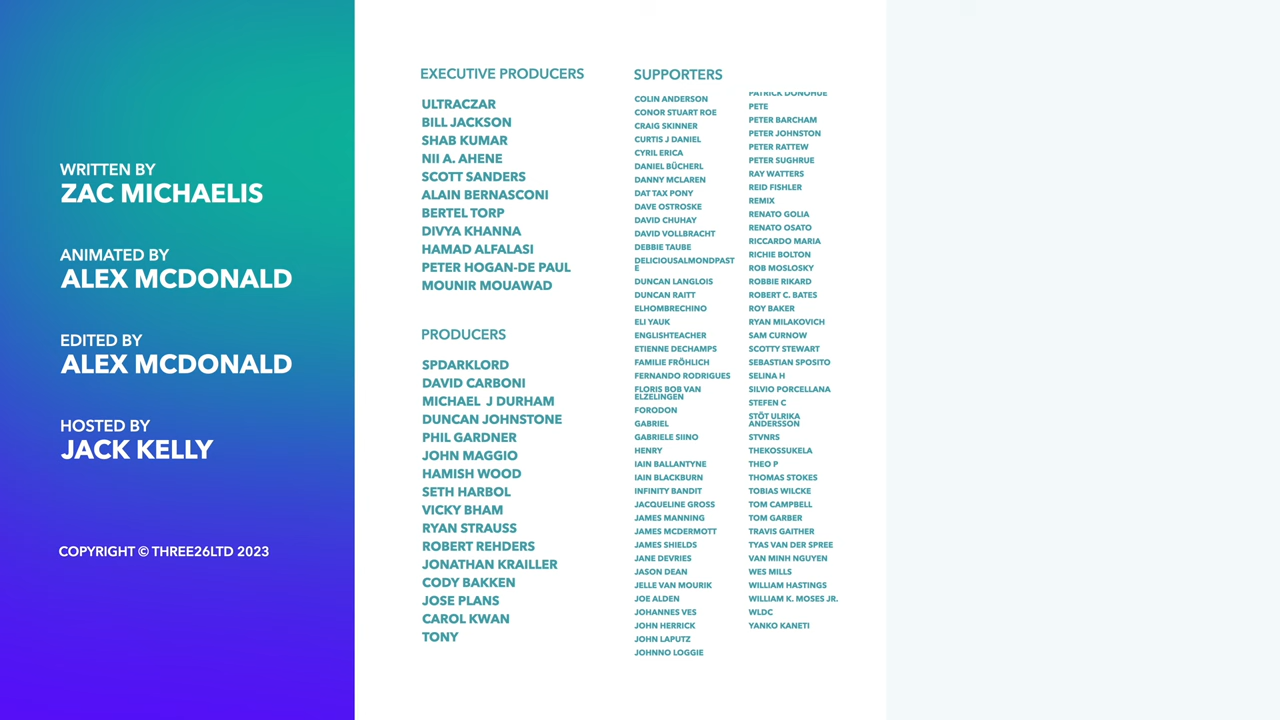 WRITTEN BY
ZAC MICHAELIS
ANIMATED BY
ALEX MCDONALD
EDITED BY
ALEX MCDONALD
HOSTED BY
JACK KELLY
COPYRIGHT © THREE26LTD 2023
EXECUTIVE PRODUCERS
ULTRACZAR
BILL JACKSON
SHAB KUMAR
NII A. AHENE
SCOTT SANDERS
ALAIN BERNASCONI
BERTEL TORP
DIVYA KHANNA
HAMAD ALFALASI
PETER HOGAN-DE PAUL
MOUNIR MOUAWAD
PRODUCERS
SPDARKLORD
DAVID CARBONI
MICHAEL J DURHAM
DUNCAN JOHNSTONE
PHIL GARDNER
JOHN MAGGIO
HAMISH WOOD
SETH HARBOL
VICKY BHAM
RYAN STRAUSS
ROBERT REHDERS
JONATHAN KRAILLER
CODY BAKKEN
JOSE PLANS
CAROL KWAN
TONY
SUPPORTERS
COLIN ANDERSON
CONOR STUART ROE
CRAIG SKINNER
CURTIS J DANIEL
CYRIL ERICA
DANIEL BÜCHERL
DANNY MCLAREN
DAT TAX PONY
DAVE OSTROSKE
DAVID CHUHAY
DAVID VOLLBRACHT
DEBBIE TAUBE
DELICIOUSALMONDPAST
E
DUNCAN LANGLOIS
DUNCAN RAITT
ELHOMBRECHINO
ELI YAUK
ENGLISHTEACHER
ETIENNE DECHAMPS
FAMILIE FRÖHLICH
FERNANDO RODRIGUES
FLORIS BOB VAN
ELZELINGEN
FORODON
GABRIEL
GABRIELE SIINO
HENRY
IAIN BALLANTYNE
IAIN BLACKBURN
INFINITY BANDIT
JACQUELINE GROSS
JAMES MANNING
JAMES MCDERMOTT
JAMES SHIELDS
JANE DEVRIES
JASON DEAN
JELLE VAN MOURIK
JOE ALDEN
JOHANNES VES
JOHN HERRICK
JOHN LAPUTZ
JOHNNO LOGGIE
PATRICK DONOHUE
PETE
PETER BARCHAM
PETER JOHNSTON
PETER RATTEW
PETER SUGHRUE
RAY WATTERS
REID FISHLER
REMIX
RENATO GOLIA
RENATO OSATO
RICCARDO MARIA
RICHIE BOLTON
ROB MOSLOSKY
ROBBIE RIKARD
ROBERT C. BATES
ROY BAKER
RYAN MILAKOVICH
SAM CURNOW
SCOTTY STEWART
SEBASTIAN SPOSITO
SELINA H
SILVIO PORCELLANA
STEFEN C
STÖT ULRIKA
ANDERSSON
STVNRS
THEKOSSUKELA
THEO P
THOMAS STOKES
TOBIAS WILCKE
TOM CAMPBELL
TOM GARBER
TRAVIS GAITHER
TYAS VAN DER SPREE
VAN MINH NGUYEN
WES MILLS
WILLIAM HASTINGS
WILLIAM K. MOSES JR.
WLDC
YANKO KANETI